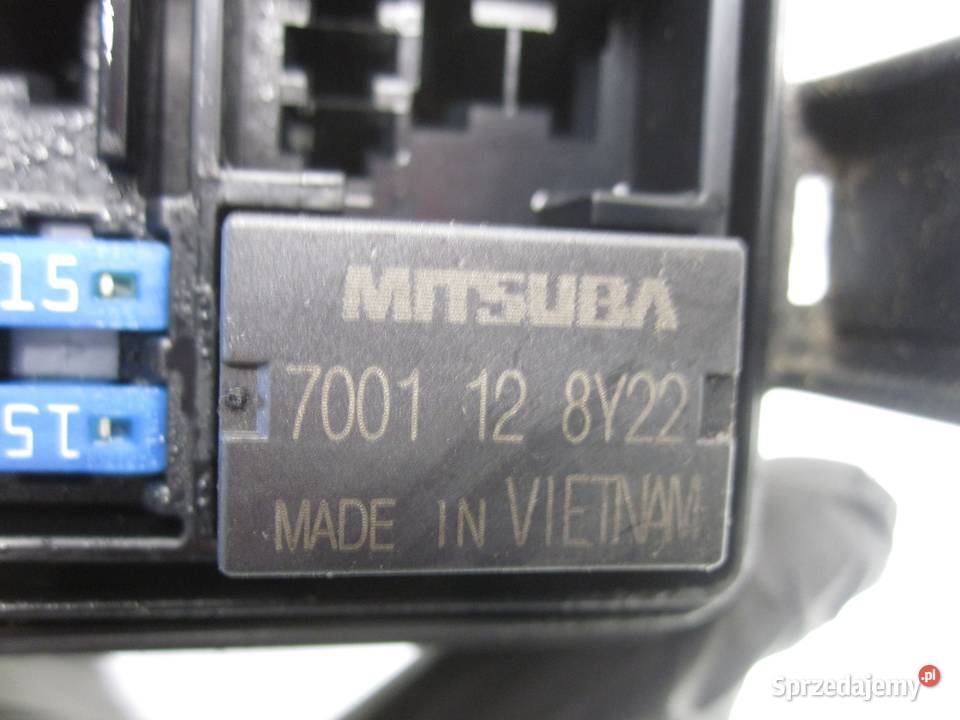 15
MITSUBA
7001 12 8Y22
15
MADE IN VIETNAM
Sprzedajemy.pl